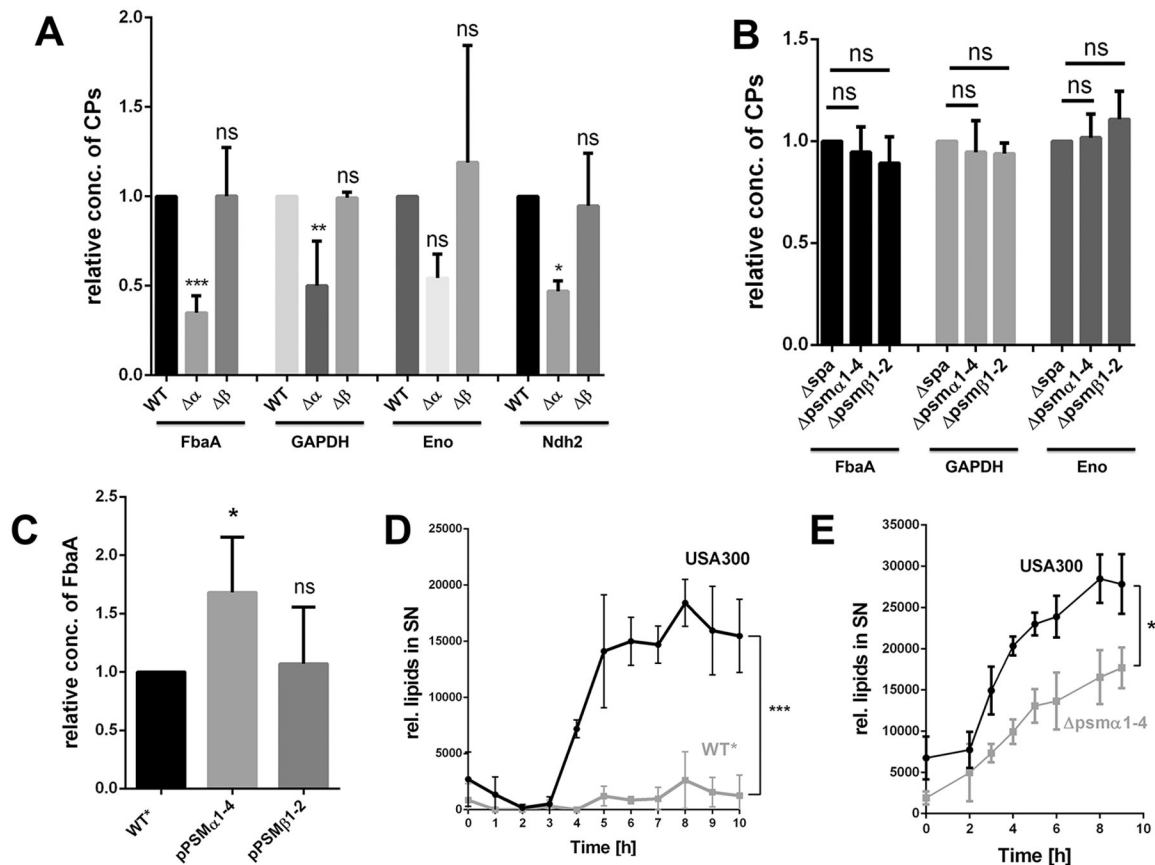 A
relative conc. of CPs
2.0
1.5
1.0
0.5
0.0
*** ns ** ns ns ns * ns
WT Δα Δβ WT Δα Δβ WT Δα Δβ WT Δα Δβ
FbaA GAPDH Eno Ndh2
B
relative conc. of CPs
1.5
1.0
0.5
0.0
ns ns ns
ns ns ns
Δspa Δpsmα1-4 Δpsmβ1-2 Δspa Δpsmα1-4 Δpsmβ1-2 Δspa Δpsmα1-4 Δpsmβ1-2
FbaA GAPDH Eno
C
relative conc. of FbaA
2.5
2.0
1.5
1.0
0.5
0.0
* ns
WT* pPSMα1-4 pPSMβ1-2
D
rel. lipids in SN
25000
20000
15000
10000
5000
0
USA300
***
WT*
0 1 2 3 4 5 6 7 8 9 10
Time [h]
E
rel. lipids in SN
35000
30000
25000
20000
15000
10000
5000
0
USA300
*
Δpsmα1-4
0 2 4 6 8 10
Time [h]